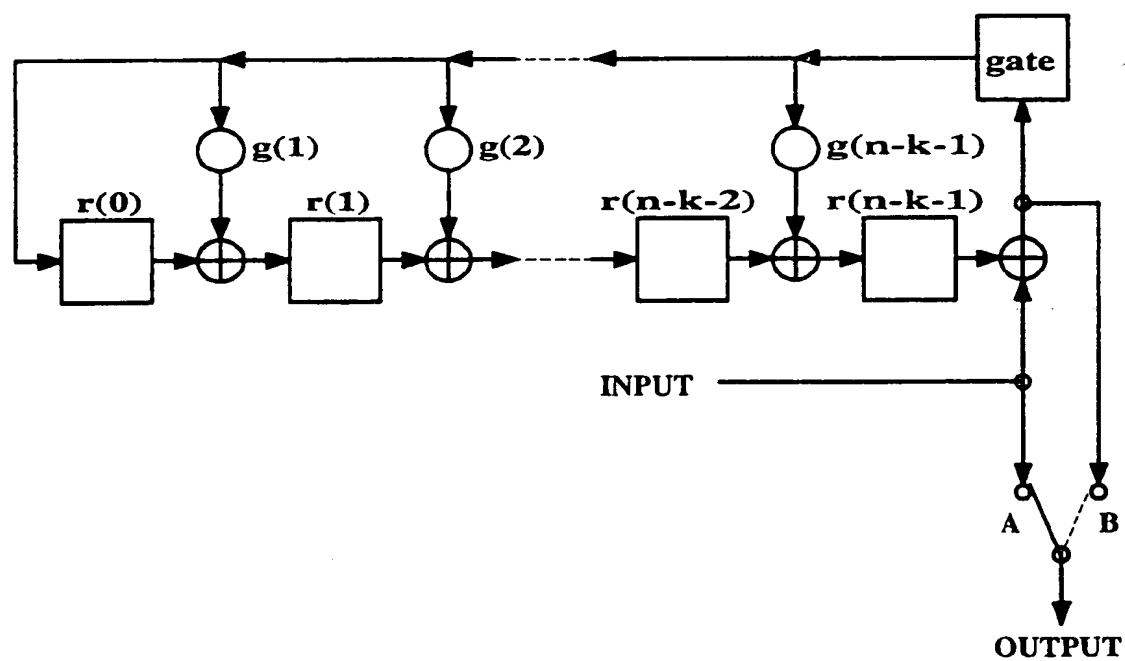 gate
g(1)
g(2)
g(n-k-1)
r(0)
r(1)
r(n-k-2)
r(n-k-1)
INPUT
A
B
OUTPUT